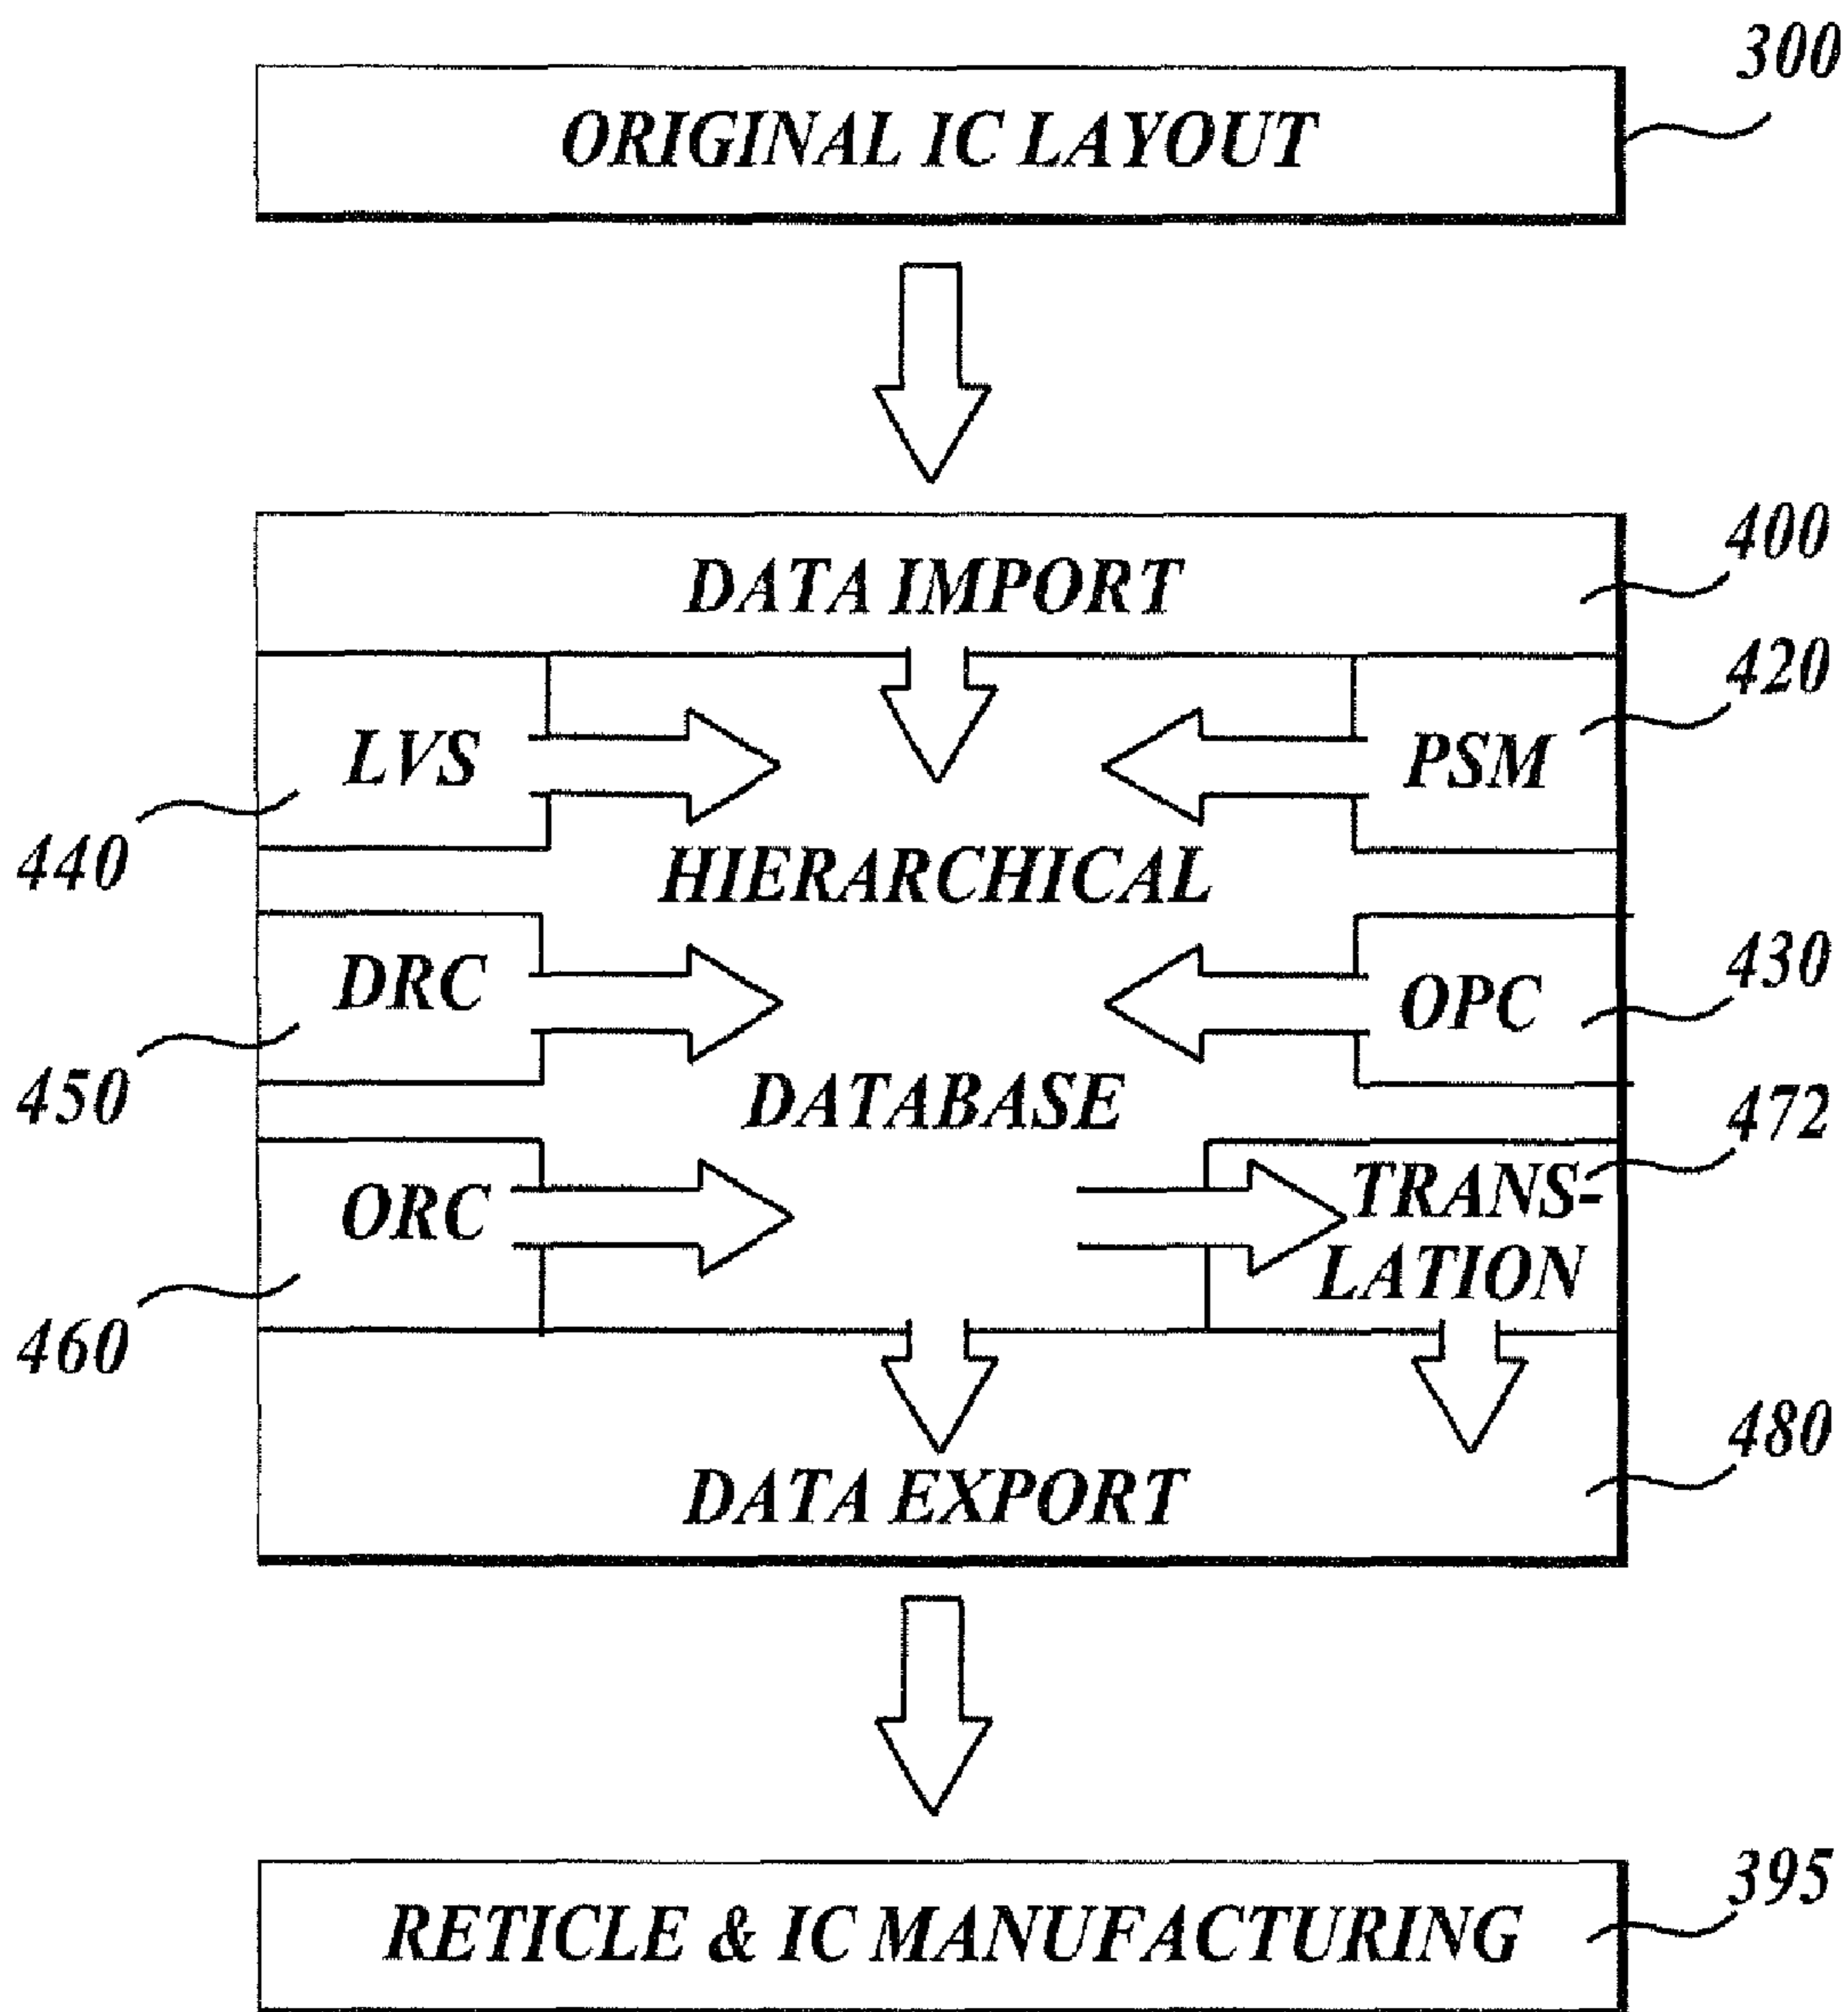 300
ORIGINAL IC LAYOUT
400
DATA IMPORT
420
LVS
PSM
440
HIERARCHICAL
DRC
430
OPC
450
DATABASE
472
ORC
TRANS-
LATION
460
480
DATA EXPORT
395
RETICLE & IC MANUFACTURING